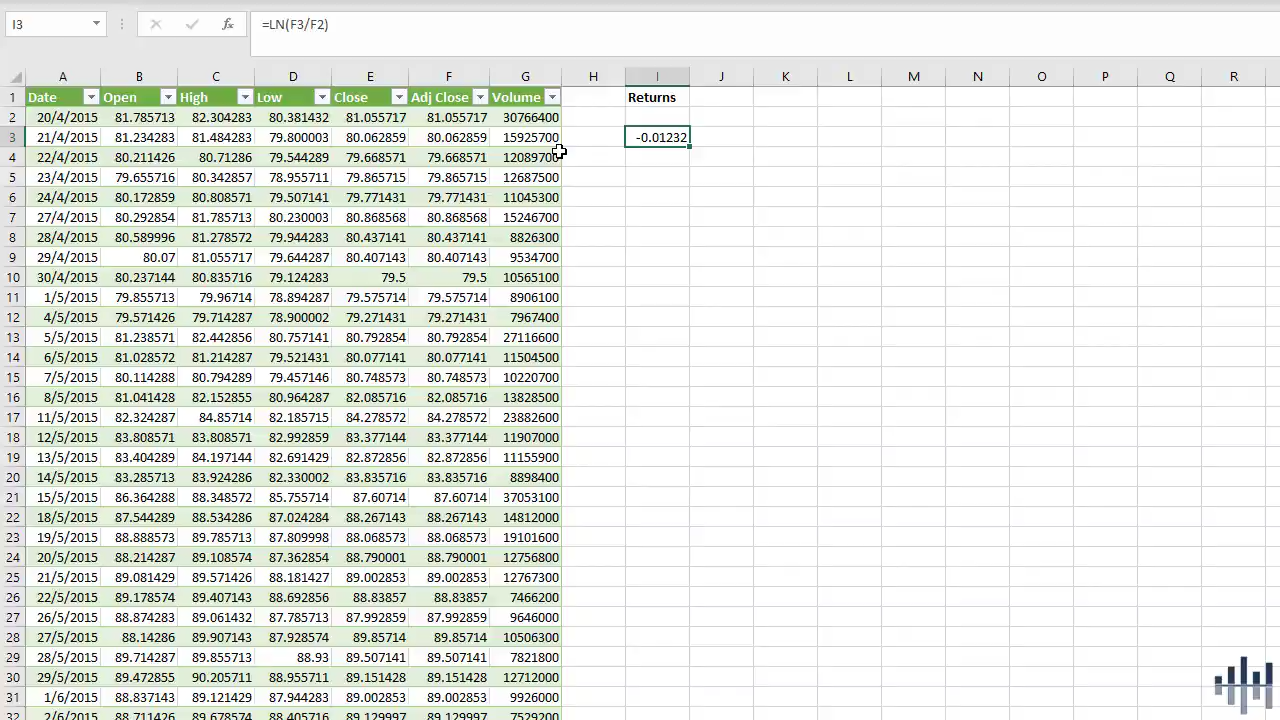 I3 =LN(F3/F2)
A B C D E F G H I J K L M N O P Q R
1 Date Open High Low Close Adj Close Volume Returns
2 20/4/2015 81.785713 82.304283 80.381432 81.055717 81.055717 30766400
3 21/4/2015 81.234283 81.484283 79.800003 80.062859 80.062859 15925700 -0.01232
4 22/4/2015 80.211426 80.71286 79.544289 79.668571 79.668571 12089700
5 23/4/2015 79.655716 80.342857 78.955711 79.865715 79.865715 12687500
6 24/4/2015 80.172859 80.808571 79.507141 79.771431 79.771431 11045300
7 27/4/2015 80.292854 81.785713 80.230003 80.868568 80.868568 15246700
8 28/4/2015 80.589996 81.278572 79.944283 80.437141 80.437141 8826300
9 29/4/2015 80.07 81.055717 79.644287 80.407143 80.407143 9534700
10 30/4/2015 80.237144 80.835716 79.124283 79.5 79.5 10565100
11 1/5/2015 79.855713 79.96714 78.894287 79.575714 79.575714 8906100
12 4/5/2015 79.571426 79.714287 78.900002 79.271431 79.271431 7967400
13 5/5/2015 81.238571 82.442856 80.757141 80.792854 80.792854 27116600
14 6/5/2015 81.028572 81.214287 79.521431 80.077141 80.077141 11504500
15 7/5/2015 80.114288 80.794289 79.457146 80.748573 80.748573 10220700
16 8/5/2015 81.041428 82.152855 80.964287 82.085716 82.085716 13828500
17 11/5/2015 82.324287 84.85714 82.185715 84.278572 84.278572 23882600
18 12/5/2015 83.808571 83.808571 82.992859 83.377144 83.377144 11907000
19 13/5/2015 83.404289 84.197144 82.691429 82.872856 82.872856 11155900
20 14/5/2015 83.285713 83.924286 82.330002 83.835716 83.835716 8898400
21 15/5/2015 86.364288 88.348572 85.755714 87.60714 87.60714 37053100
22 18/5/2015 87.544289 88.534286 87.024284 88.267143 88.267143 14812000
23 19/5/2015 88.888573 89.785713 87.809998 88.068573 88.068573 19101600
24 20/5/2015 88.214287 89.108574 87.362854 88.790001 88.790001 12756800
25 21/5/2015 89.081429 89.571426 88.181427 89.002853 89.002853 12767300
26 22/5/2015 89.178574 89.407143 88.692856 88.83857 88.83857 7466200
27 26/5/2015 88.874283 89.061432 87.785713 87.992859 87.992859 9646000
28 27/5/2015 88.14286 89.907143 87.928574 89.85714 89.85714 10506300
29 28/5/2015 89.714287 89.855713 88.93 89.507141 89.507141 7821800
30 29/5/2015 89.472855 90.205711 88.955711 89.151428 89.151428 12712000
31 1/6/2015 88.837143 89.121429 87.944283 89.002853 89.002853 9926000
32 2/6/2015 88.711426 89.678574 88.405716 89.129997 89.129997 7529200